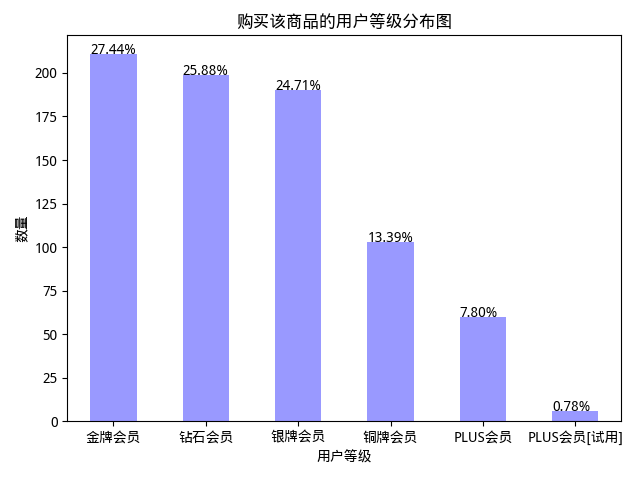 购买该商品的用户等级分布图
数量
200
175
150
125
100
75
50
25
0
27.44%
25.88%
24.71%
13.39%
7.80%
0.78%
金牌会员
钻石会员
银牌会员
铜牌会员
PLUS会员
PLUS会员[试用]
用户等级